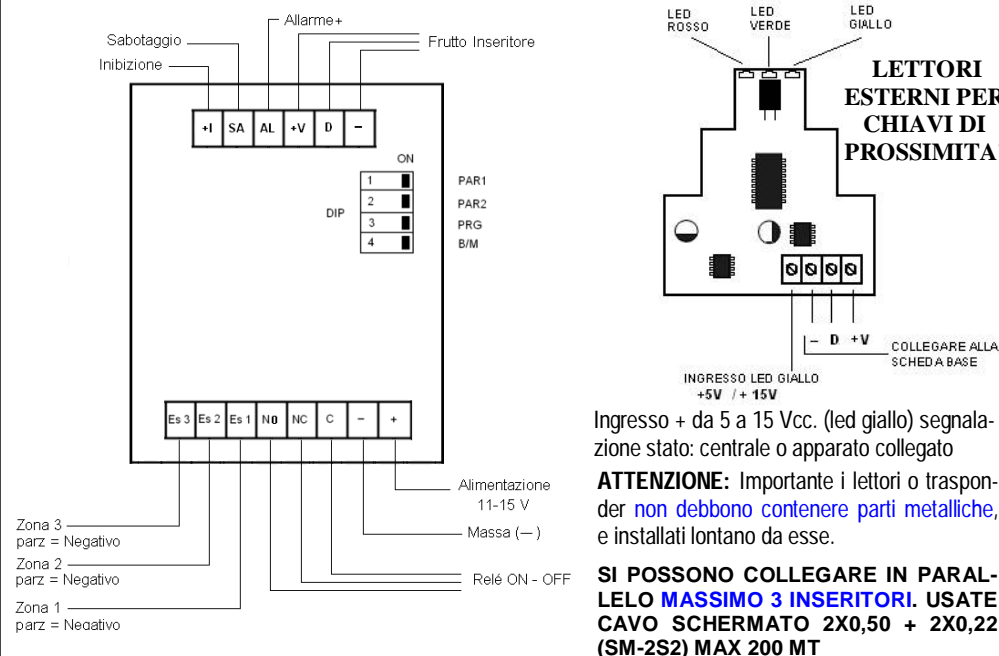 Allarme+
Sabotaggio
Frutto Inseritore
Inibizione
+I SA AL +V D –
ON
DIP
1 PAR1
2 PAR2
3 PRG
4 B/M
Es 3 Es 2 Es 1 N0 NC C – +
Alimentazione
11-15 V
Massa (—)
Relé ON - OFF
Zona 3
parz = Negativo
Zona 2
parz = Negativo
Zona 1
parz = Negativo
LED
ROSSO
LED
VERDE
LED
GIALLO
LETTORI
ESTERNI PER
CHIAVI DI
PROSSIMITA'
– D +V
COLLEGARE ALLA
SCHEDA BASE
INGRESSO LED GIALLO
+5V / + 15V
Ingresso + da 5 a 15 Vcc. (led giallo) segnala-
zione stato: centrale o apparato collegato
ATTENZIONE: Importante i lettori o traspon-
der non debbono contenere parti metalliche,
e installati lontano da esse.
SI POSSONO COLLEGARE IN PARAL-
LELO MASSIMO 3 INSERITORI. USATE
CAVO SCHERMATO 2X0,50 + 2X0,22
(SM-2S2) MAX 200 MT